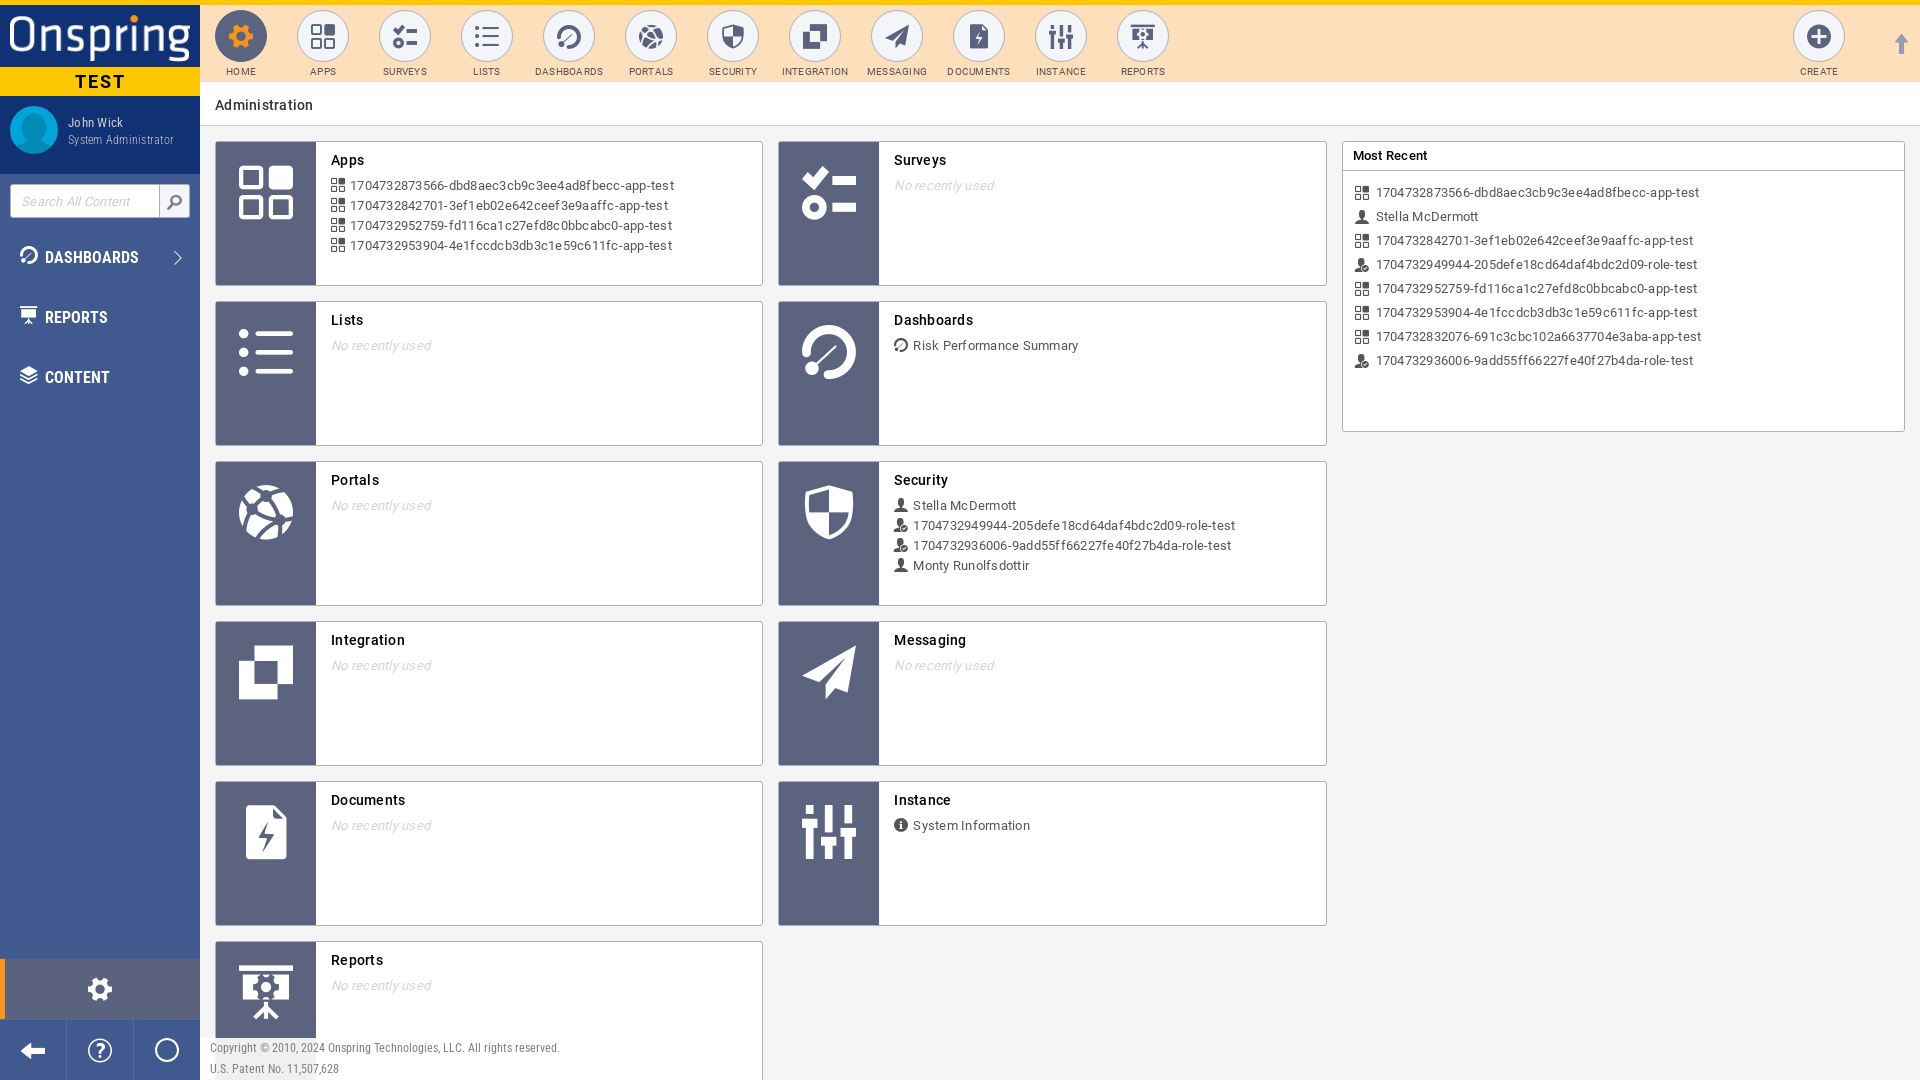 Onspring
TEST
John Wick
System Administrator
Search All Content
DASHBOARDS
REPORTS
CONTENT
HOME
APPS
SURVEYS
LISTS
DASHBOARDS
PORTALS
SECURITY
INTEGRATION
MESSAGING
DOCUMENTS
INSTANCE
REPORTS
CREATE
Administration
Apps
1704732873566-dbd8aec3cb9c3ee4ad8fbecc-app-test
1704732842701-3ef1eb02e642ceef3e9aaffc-app-test
1704732952759-fd116ca1c27efd8c0bbcabc0-app-test
1704732953904-4e1fccdcb3db3c1e59c611fc-app-test
Surveys
No recently used
Lists
No recently used
Dashboards
Risk Performance Summary
Portals
No recently used
Security
Stella McDermott
1704732949944-205defe18cd64daf4bdc2d09-role-test
1704732936006-9add55ff66227fe40f27b4da-role-test
Monty Runolfsdottir
Integration
No recently used
Messaging
No recently used
Documents
No recently used
Instance
System Information
Reports
No recently used
Most Recent
1704732873566-dbd8aec3cb9c3ee4ad8fbecc-app-test
Stella McDermott
1704732842701-3ef1eb02e642ceef3e9aaffc-app-test
1704732949944-205defe18cd64daf4bdc2d09-role-test
1704732952759-fd116ca1c27efd8c0bbcabc0-app-test
1704732953904-4e1fccdcb3db3c1e59c611fc-app-test
1704732832076-691c3cbc102a6637704e3aba-app-test
1704732936006-9add55ff66227fe40f27b4da-role-test
Copyright © 2010, 2024 Onspring Technologies, LLC. All rights reserved.
U.S. Patent No. 11,507,628